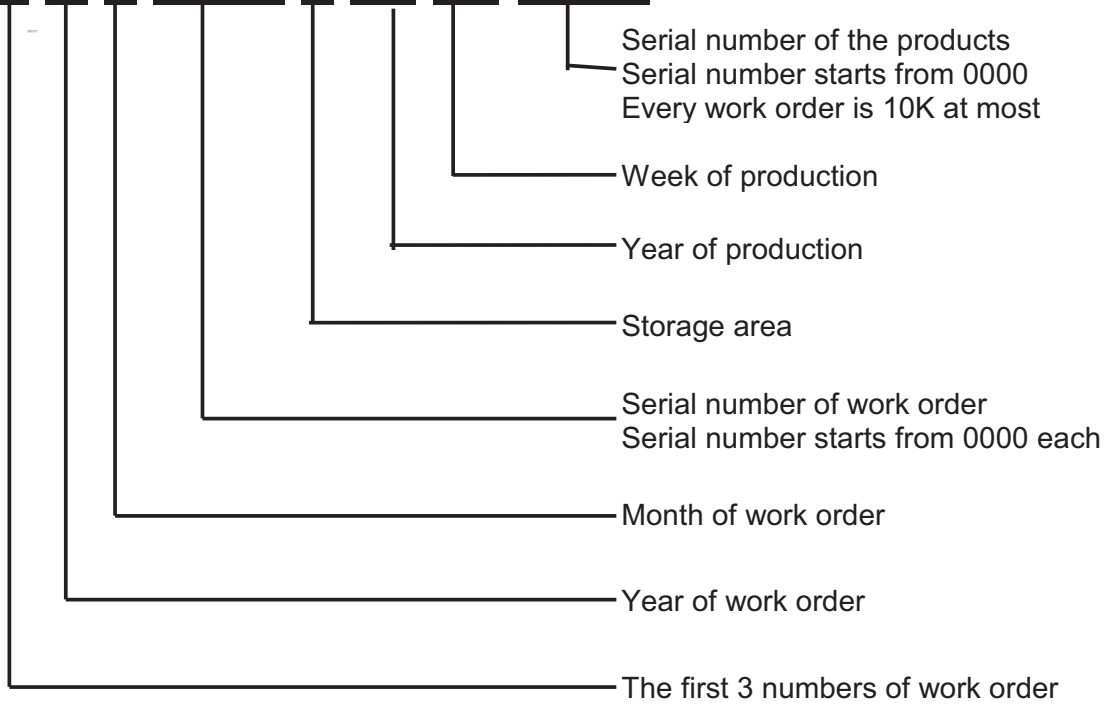 Serial number of the products
Serial number starts from 0000
Every work order is 10K at most
Week of production
Year of production
Storage area
Serial number of work order
Serial number starts from 0000 each
Month of work order
Year of work order
The first 3 numbers of work order